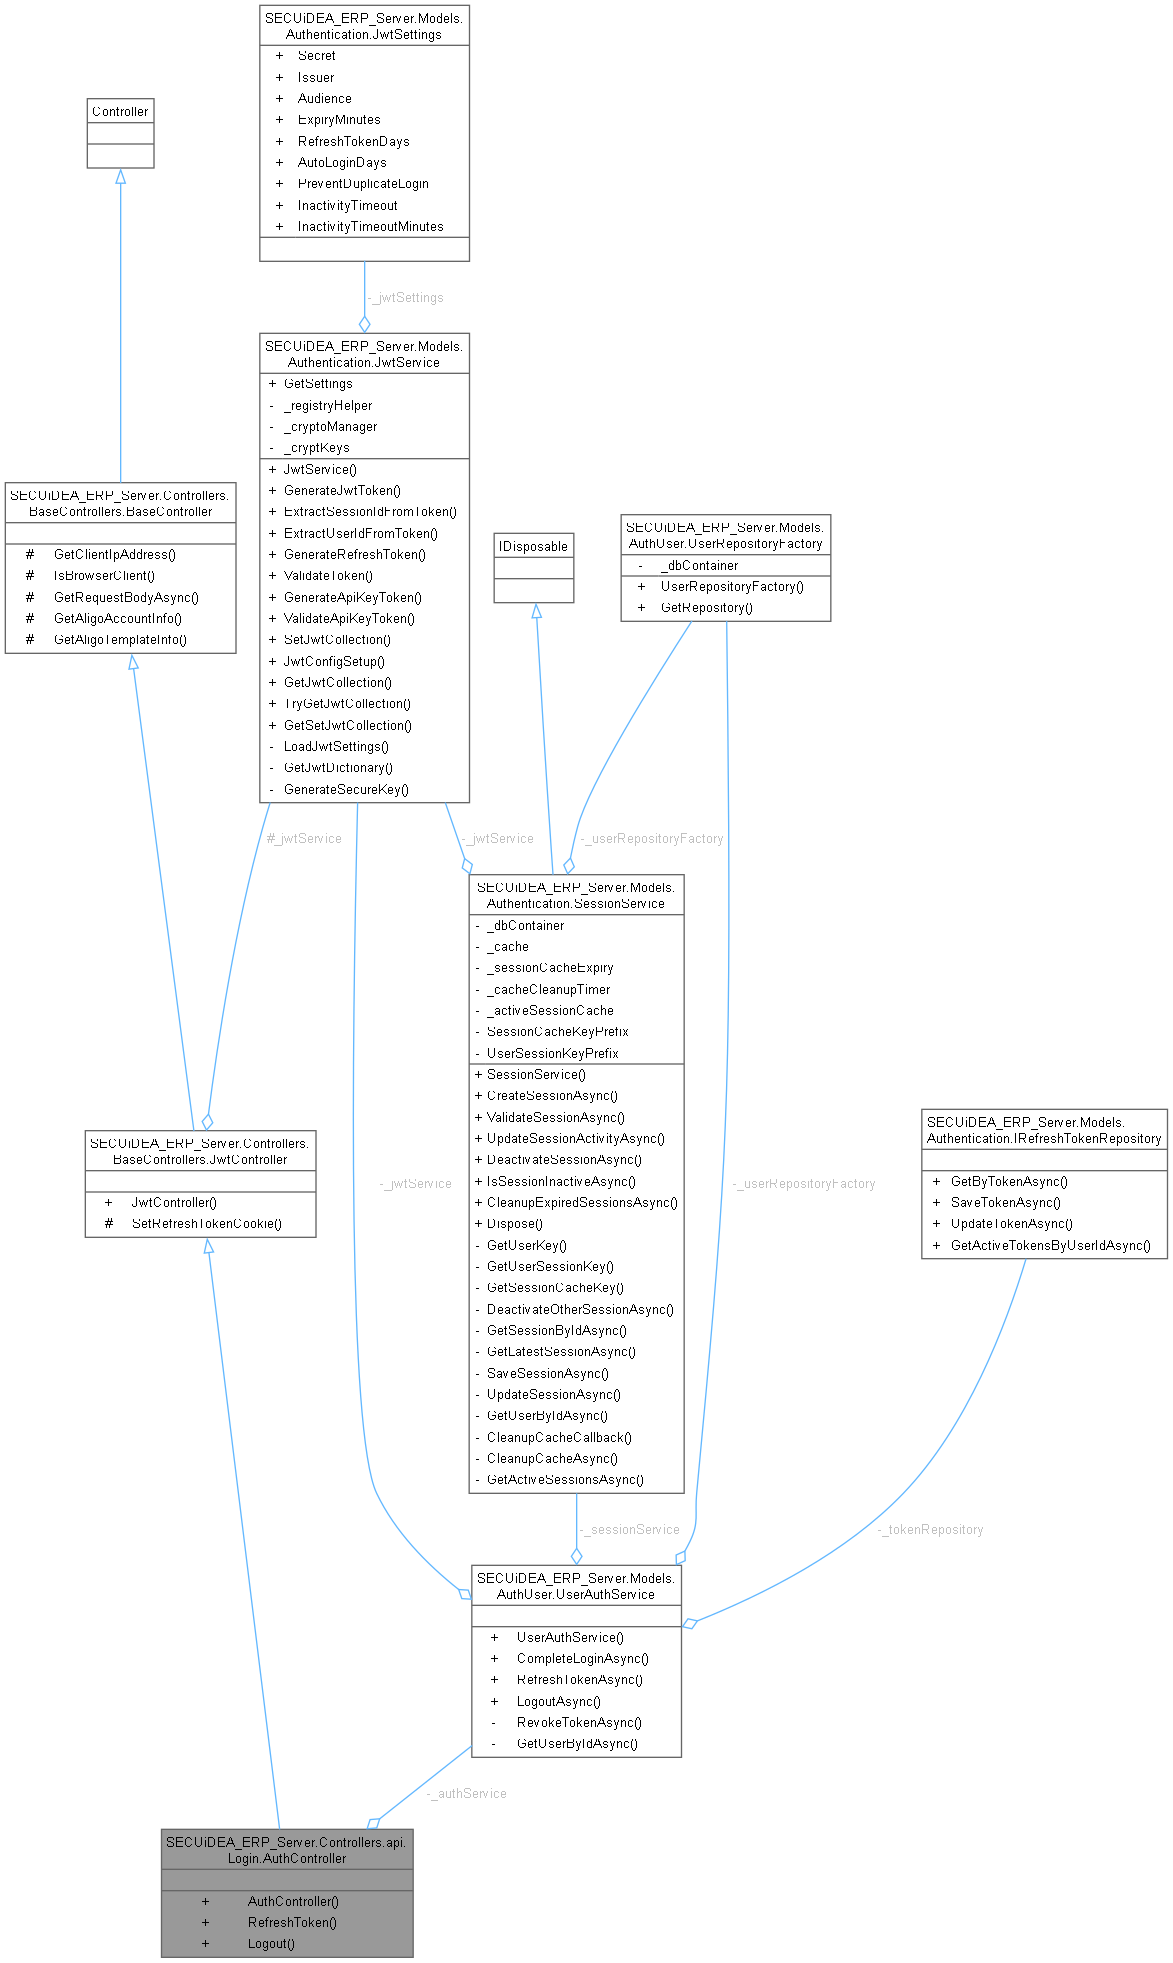 SECUiDEA_ERP_Server.Models.
Authentication.JwtSettings
+ Secret
+ Issuer
+ Audience
+ ExpiryMinutes
+ RefreshTokenDays
+ AutoLoginDays
+ PreventDuplicateLogin
+ InactivityTimeout
+ InactivityTimeoutMinutes
Controller
-_jwtSettings
SECUiDEA_ERP_Server.Models.
Authentication.JwtService
+ GetSettings
- _registryHelper
- _cryptoManager
- _cryptKeys
+ JwtService()
+ GenerateJwtToken()
+ ExtractSessionIdFromToken()
+ ExtractUserIdFromToken()
+ GenerateRefreshToken()
+ ValidateToken()
+ GenerateApiKeyToken()
+ ValidateApiKeyToken()
+ SetJwtCollection()
+ JwtConfigSetup()
+ GetJwtCollection()
+ TryGetJwtCollection()
+ GetSetJwtCollection()
- LoadJwtSettings()
- GetJwtDictionary()
- GenerateSecureKey()
SECUiDEA_ERP_Server.Controllers.
BaseControllers.BaseController
# GetClientIpAddress()
# IsBrowserClient()
# GetRequestBodyAsync()
# GetAligoAccountInfo()
# GetAligoTemplateInfo()
IDisposable
SECUiDEA_ERP_Server.Models.
AuthUser.UserRepositoryFactory
- _dbContainer
+ UserRepositoryFactory()
+ GetRepository()
#_jwtService
-_jwtService
-_userRepositoryFactory
SECUiDEA_ERP_Server.Models.
Authentication.SessionService
- _dbContainer
- _cache
- _sessionCacheExpiry
- _cacheCleanupTimer
- _activeSessionCache
- SessionCacheKeyPrefix
- UserSessionKeyPrefix
+ SessionService()
+ CreateSessionAsync()
+ ValidateSessionAsync()
+ UpdateSessionActivityAsync()
+ DeactivateSessionAsync()
+ IsSessionInactiveAsync()
+ CleanupExpiredSessionsAsync()
+ Dispose()
- GetUserKey()
- GetUserSessionKey()
- GetSessionCacheKey()
- DeactivateOtherSessionAsync()
- GetSessionByIdAsync()
- GetLatestSessionAsync()
- SaveSessionAsync()
- UpdateSessionAsync()
- GetUserByIdAsync()
- CleanupCacheCallback()
- CleanupCacheAsync()
- GetActiveSessionsAsync()
SECUiDEA_ERP_Server.Controllers.
BaseControllers.JwtController
+ JwtController()
# SetRefreshTokenCookie()
-_jwtService
-_userRepositoryFactory
SECUiDEA_ERP_Server.Models.
Authentication.IRefreshTokenRepository
+ GetByTokenAsync()
+ SaveTokenAsync()
+ UpdateTokenAsync()
+ GetActiveTokensByUserIdAsync()
-_sessionService
-_tokenRepository
SECUiDEA_ERP_Server.Models.
AuthUser.UserAuthService
+ UserAuthService()
+ CompleteLoginAsync()
+ RefreshTokenAsync()
+ LogoutAsync()
- RevokeTokenAsync()
- GetUserByIdAsync()
-_authService
SECUiDEA_ERP_Server.Controllers.api.
Login.AuthController
+ AuthController()
+ RefreshToken()
+ Logout()